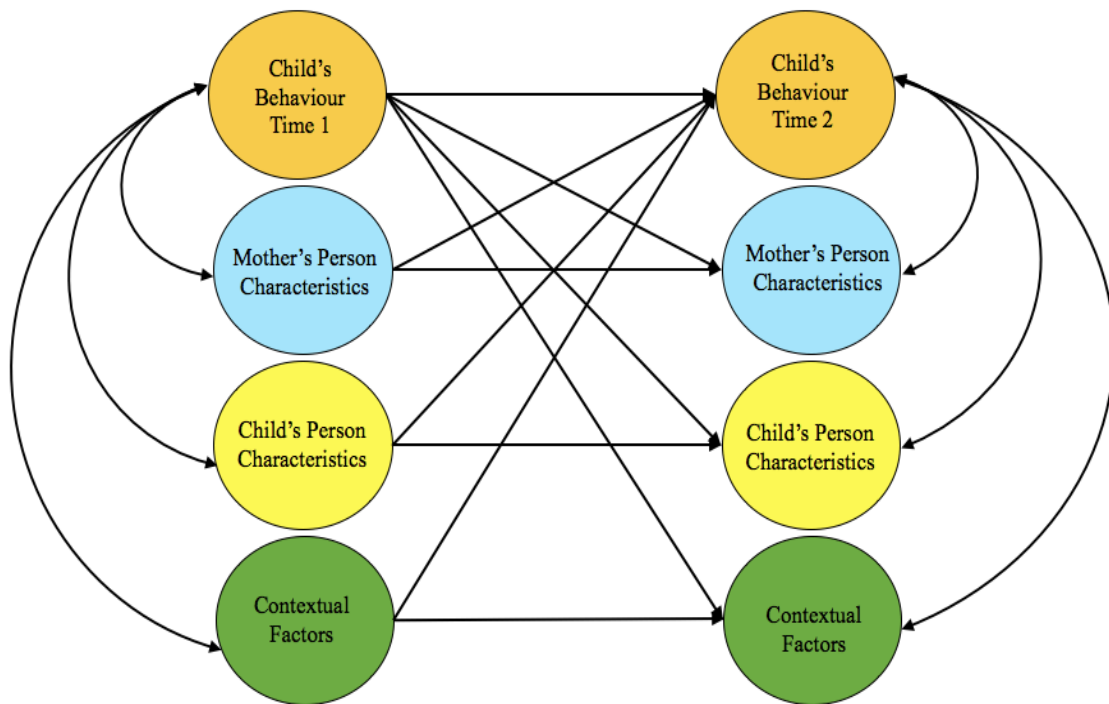 Child's
Behaviour
Time 1
Child's
Behaviour
Time 2
Mother's Person
Characteristics
Mother's Person
Characteristics
Child's Person
Characteristics
Child's Person
Characteristics
Contextual
Factors
Contextual
Factors